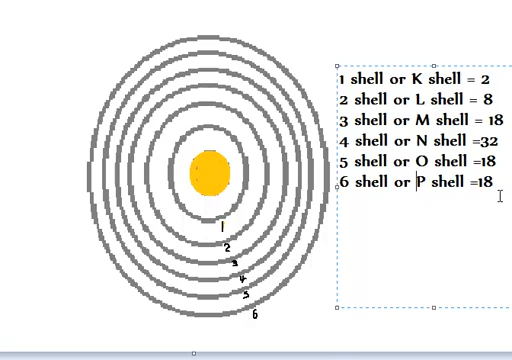 1 shell or K shell = 2
2 shell or L shell = 8
3 shell or M shell = 18
4 shell or N shell =32
5 shell or O shell =18
6 shell or P shell =18
1
2
3
4
5
6